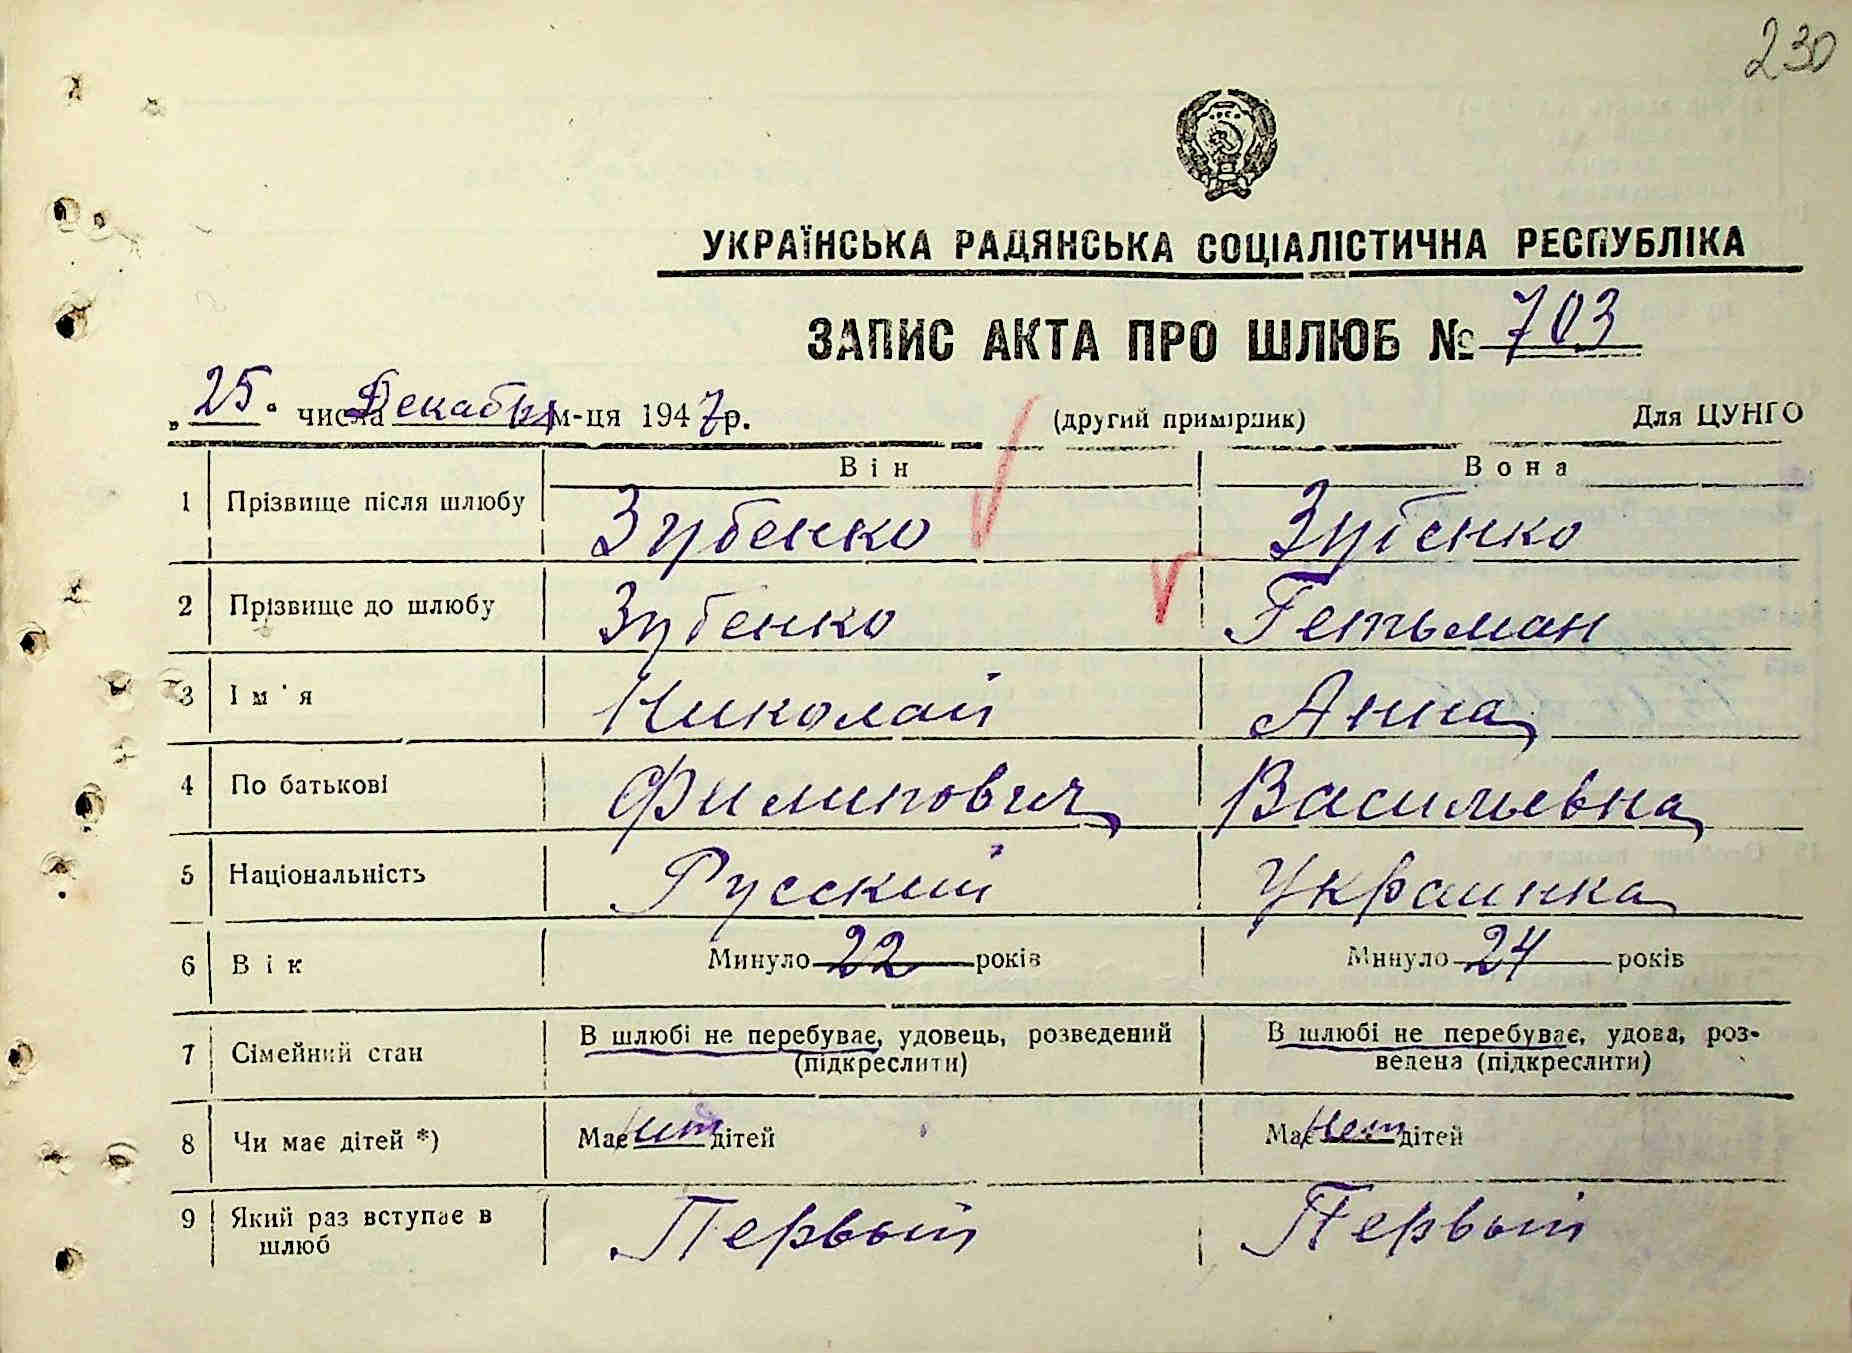 230
УКРАЇНСЬКА РАДЯНСЬКА СОЦІАЛІСТИЧНА РЕСПУБЛІКА
ЗАПИС АКТА ПРО ШЛЮБ № 703
„25“ числа Декабря м-ця 1947 р. (другий примірник) Для ЦУНГО
Він Вона
1 Прізвище після шлюбу Зубенко Зубенко
2 Прізвище до шлюбу Зубенко Гетьман
3 Ім'я Николай Анна
4 По батькові Филипович Васильевна
5 Національність Русский Украинка
6 Вік Минуло 22 років Минуло 24 років
7 Сімейний стан В шлюбі не перебуває, удовець, розведений В шлюбі не перебуває, удова, роз-
(підкреслити) ведена (підкреслити)
8 Чи має дітей *) Має нет дітей Має нет дітей
9 Який раз вступає в Первый Первый
шлюб